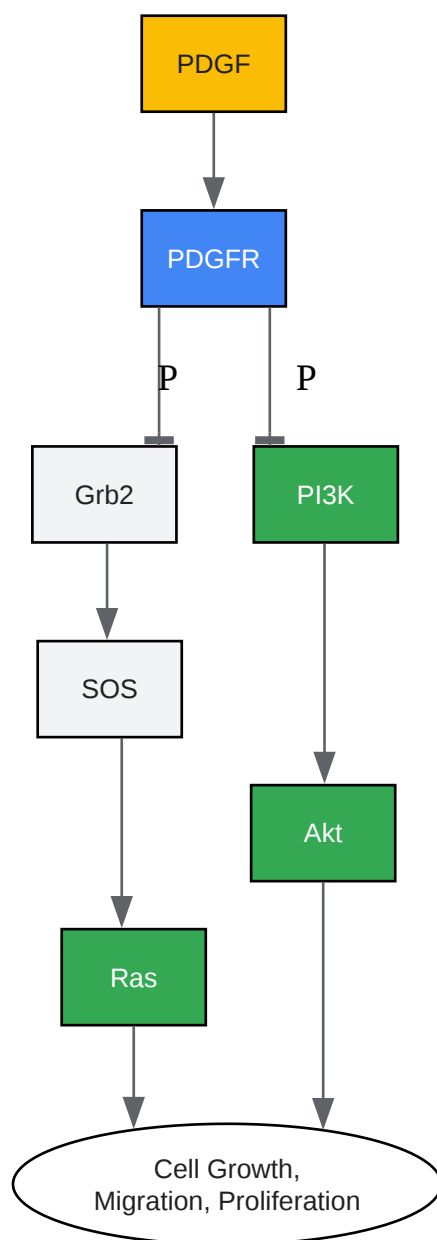 PDGF
PDGFR
P
P
Grb2
PI3K
SOS
Akt
Ras
Cell Growth,
Migration, Proliferation